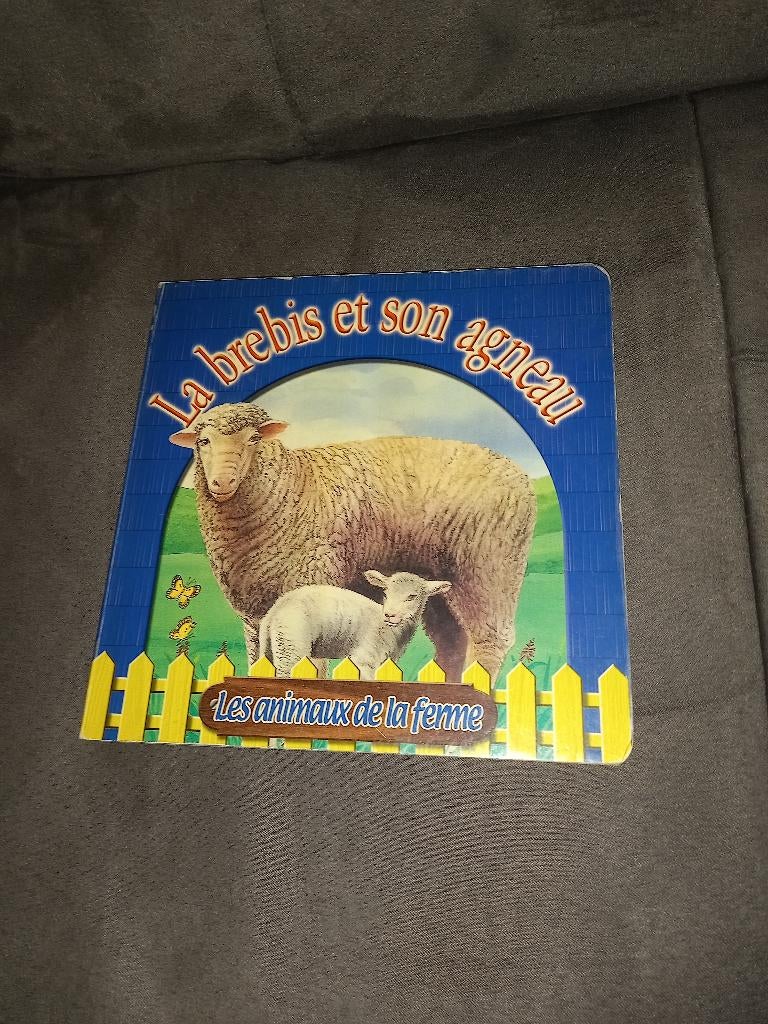 La brebis et son agneau
Les animaux de la ferme